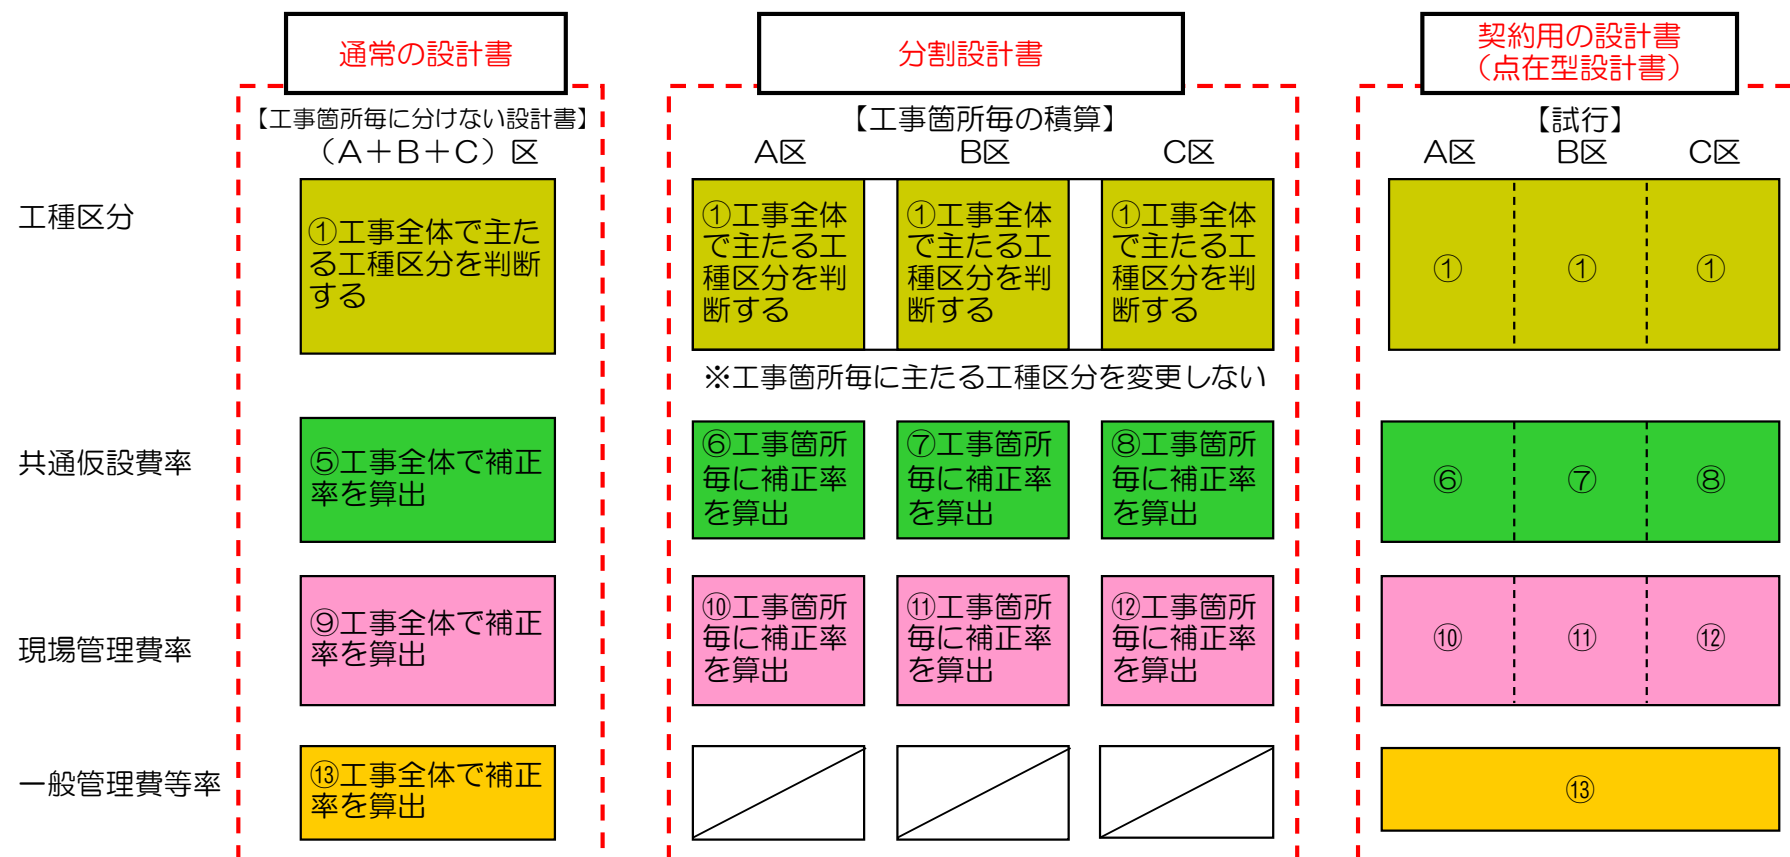 通常の設計書
分割設計書
契約用の設計書
（点在型設計書）
【工事箇所毎に分けない設計書】
（A＋B＋C）区
【工事箇所毎の積算】
A区
B区
C区
【試行】
A区
B区
C区
工種区分
①工事全体で主た
る工種区分を判断
する
①工事全体
で主たる工
種区分を判
断する
①工事全体
で主たる工
種区分を判
断する
①工事全体
で主たる工
種区分を判
断する
①
①
①
※工事箇所毎に主たる工種区分を変更しない
共通仮設費率
⑤工事全体で補正
率を算出
⑥工事箇所
毎に補正率
を算出
⑦工事箇所
毎に補正率
を算出
⑧工事箇所
毎に補正率
を算出
⑥
⑦
⑧
現場管理費率
⑨工事全体で補正
率を算出
⑩工事箇所
毎に補正率
を算出
⑪工事箇所
毎に補正率
を算出
⑫工事箇所
毎に補正率
を算出
⑩
⑪
⑫
一般管理費等率
⑬工事全体で補正
率を算出
⑬